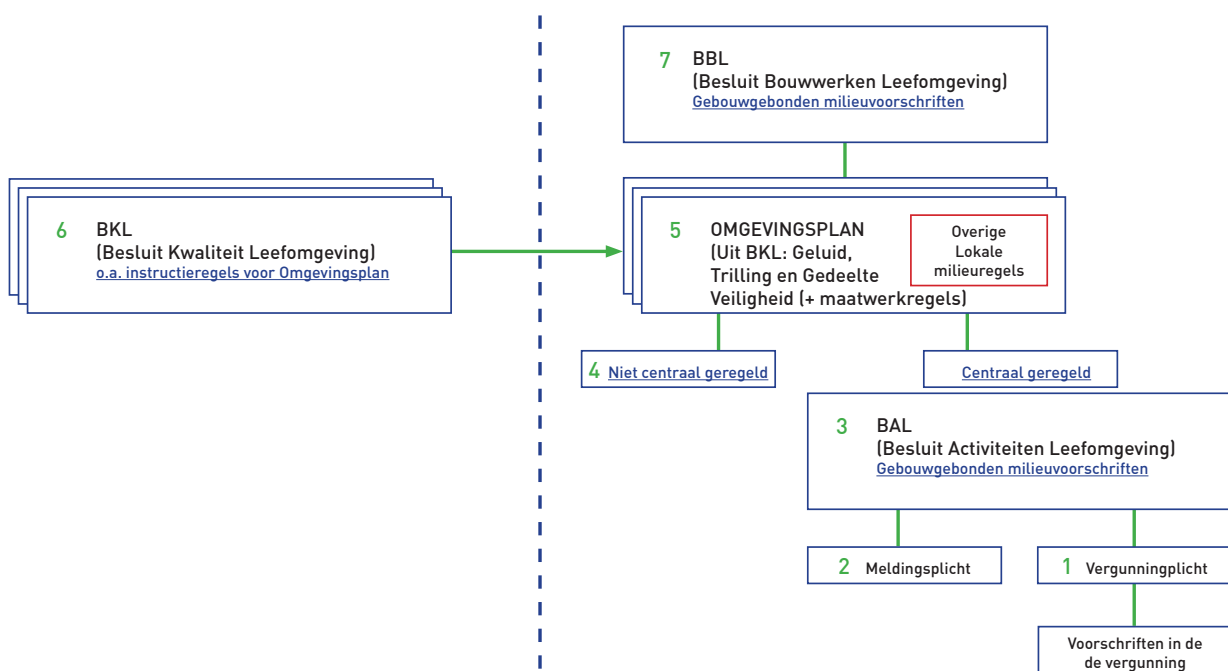 7 BBL
(Besluit Bouwwerken Leefomgeving)
Gebouwgebonden milieuvoorschriften
6 BKL
(Besluit Kwaliteit Leefomgeving)
o.a. instructieregels voor Omgevingsplan
5 OMGEVINGSPLAN
(Uit BKL: Geluid,
Trilling en Gedeelte
Veiligheid (+ maatwerkregels)
Overige
Lokale
milieuregels
4 Niet centraal geregeld
Centraal geregeld
3 BAL
(Besluit Activiteiten Leefomgeving)
Gebouwgebonden milieuvoorschriften
2 Meldingsplicht
1 Vergunningplicht
Voorschriften in de
de vergunning